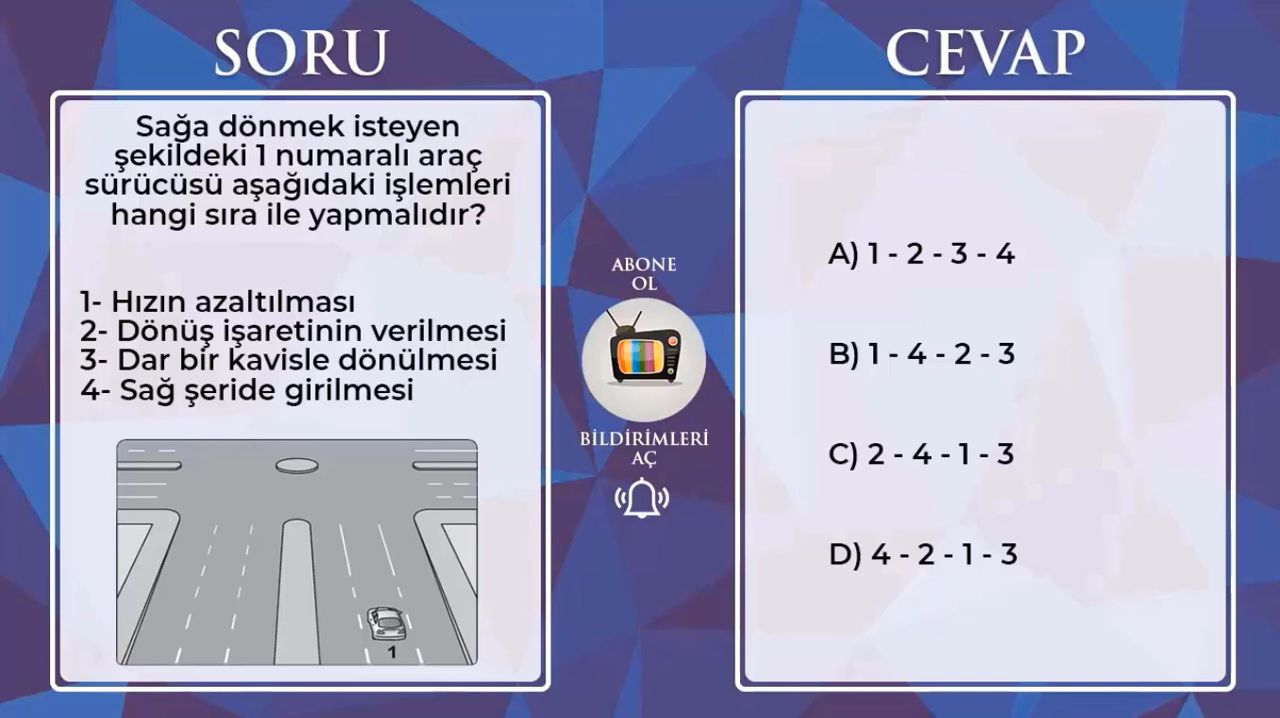 SORU
Sağa dönmek isteyen
şekildeki 1 numaralı araç
sürücüsü aşağıdaki işlemleri
hangi sıra ile yapmalıdır?
1- Hızın azaltılması
2- Dönüş işaretinin verilmesi
3- Dar bir kavisle dönülmesi
4- Sağ şeride girilmesi
1
ABONE
OL
BİLDİRİMLERİ
AÇ
CEVAP
A) 1 - 2 - 3 - 4
B) 1 - 4 - 2 - 3
C) 2 - 4 - 1 - 3
D) 4 - 2 - 1 - 3